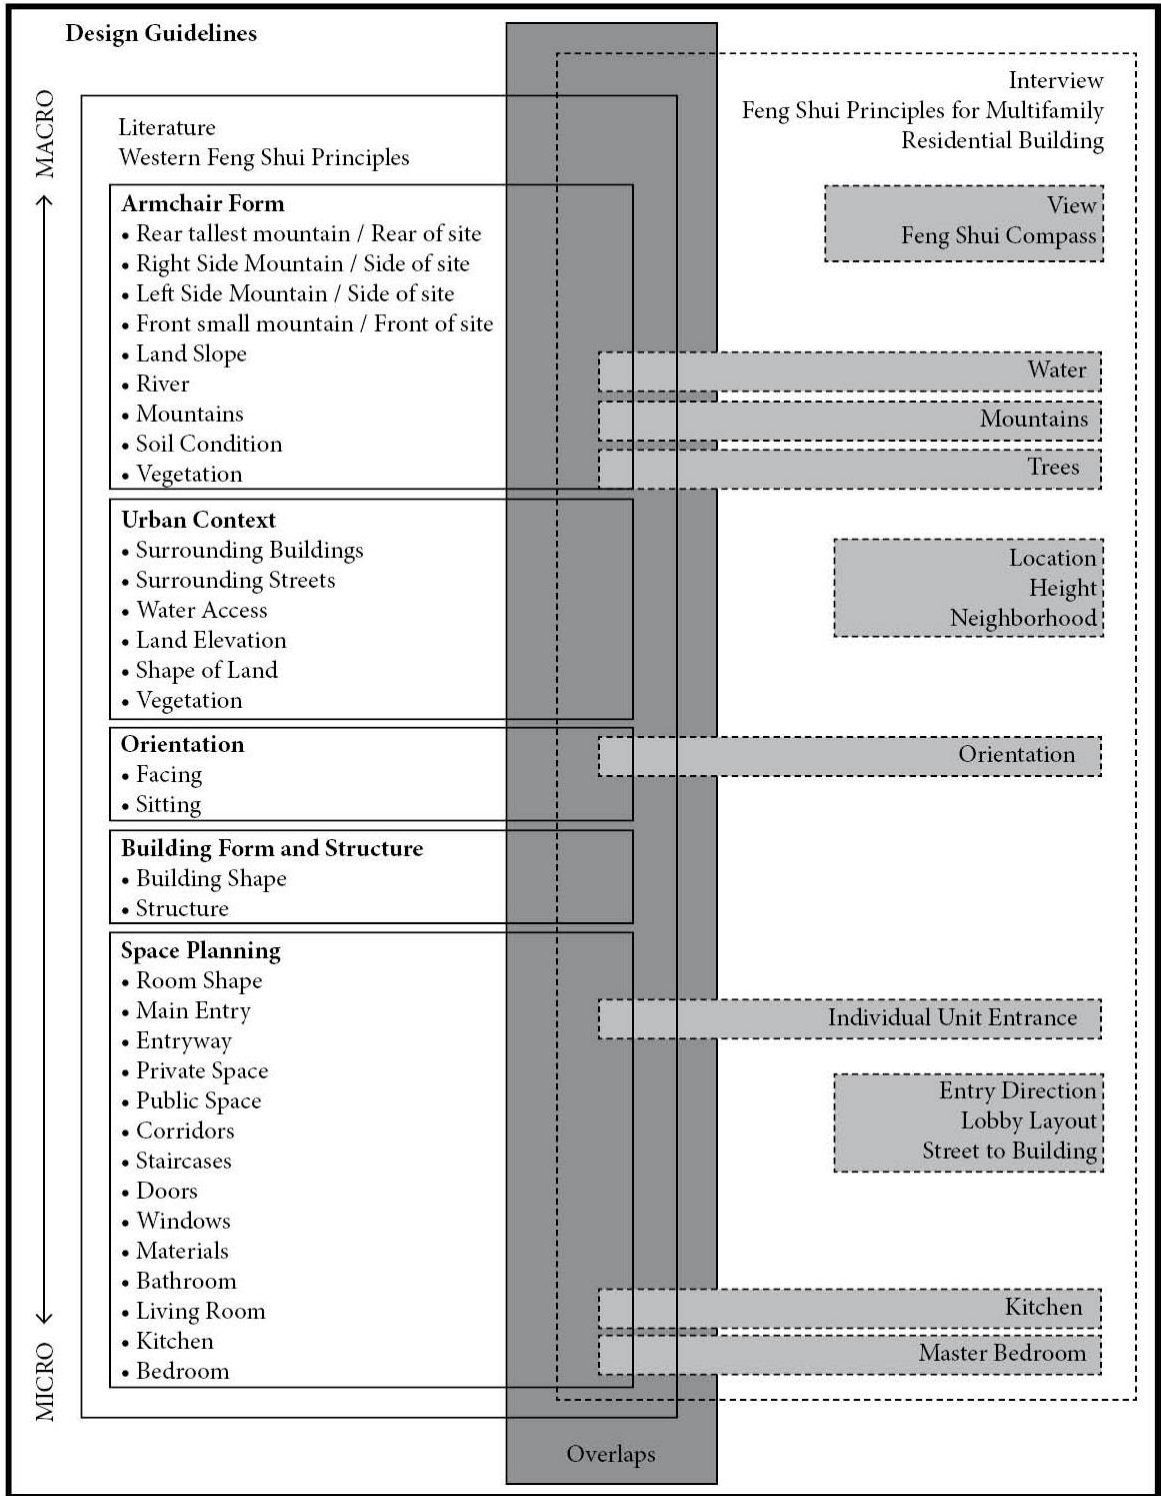 Design Guidelines
MACRO
Literature
Western Feng Shui Principles
Armchair Form
• Rear tallest mountain / Rear of site
• Right Side Mountain / Side of site
• Left Side Mountain / Side of site
• Front small mountain / Front of site
• Land Slope
• River
• Mountains
• Soil Condition
• Vegetation
Urban Context
• Surrounding Buildings
• Surrounding Streets
• Water Access
• Land Elevation
• Shape of Land
• Vegetation
Orientation
• Facing
• Sitting
Building Form and Structure
• Building Shape
• Structure
Space Planning
• Room Shape
• Main Entry
• Entryway
• Private Space
• Public Space
• Corridors
• Staircases
• Doors
• Windows
• Materials
• Bathroom
• Living Room
• Kitchen
• Bedroom
MICRO
Interview
Feng Shui Principles for Multifamily
Residential Building
View
Feng Shui Compass
Water
Mountains
Trees
Location
Height
Neighborhood
Orientation
Individual Unit Entrance
Entry Direction
Lobby Layout
Street to Building
Kitchen
Master Bedroom
Overlaps